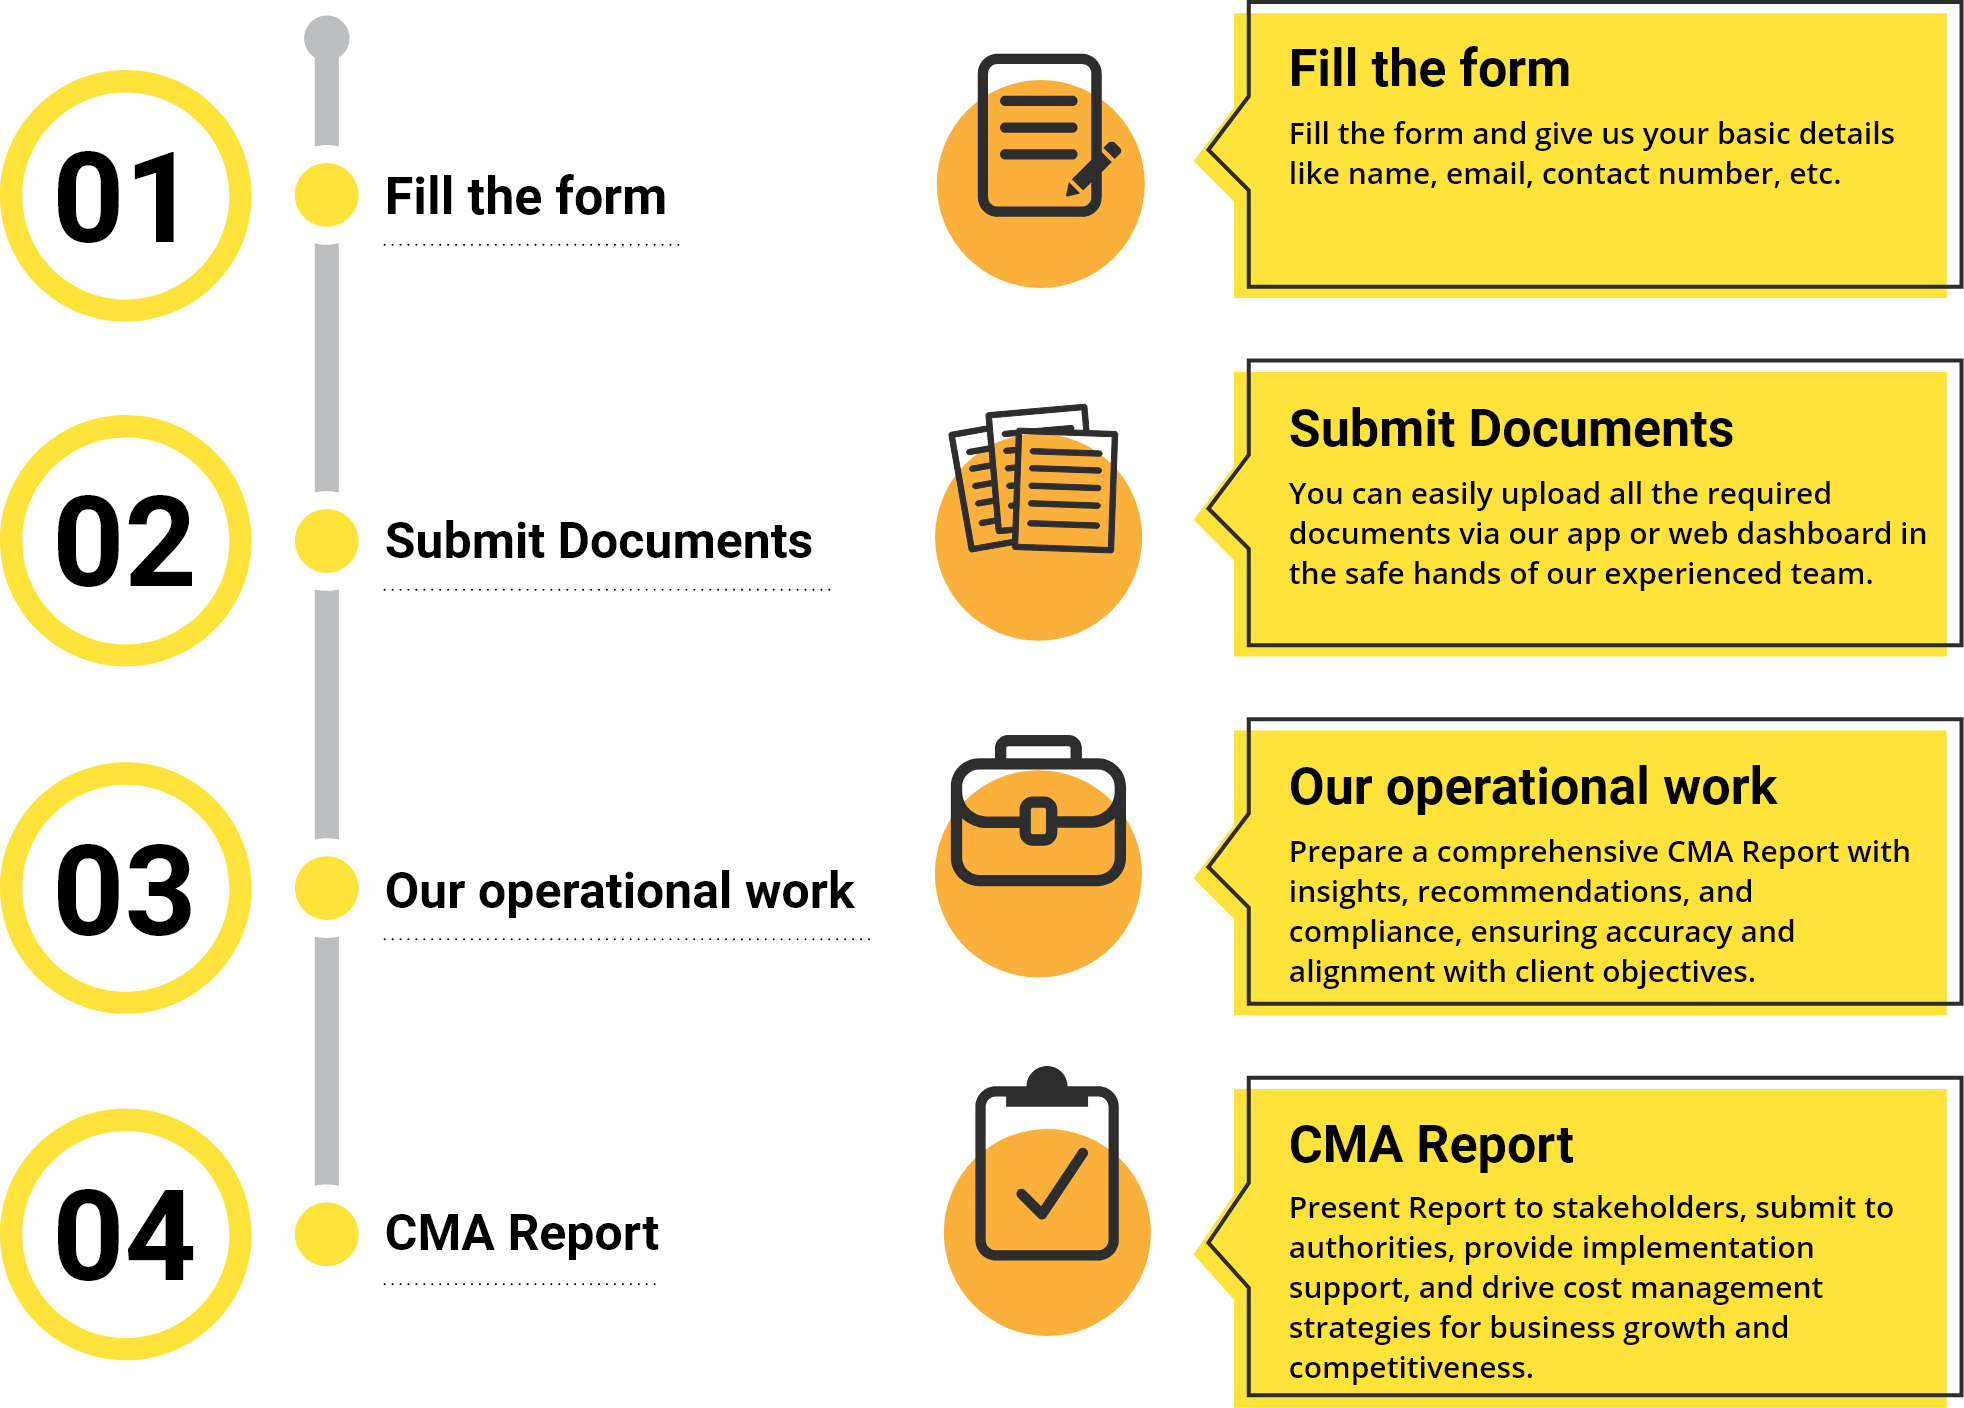 01
Fill the form
Fill the form
Fill the form and give us your basic details
like name, email, contact number, etc.
02
Submit Documents
Submit Documents
You can easily upload all the required
documents via our app or web dashboard in
the safe hands of our experienced team.
03
Our operational work
Our operational work
Prepare a comprehensive CMA Report with
insights, recommendations, and
compliance, ensuring accuracy and
alignment with client objectives.
04
CMA Report
CMA Report
Present Report to stakeholders, submit to
authorities, provide implementation
support, and drive cost management
strategies for business growth and
competitiveness.